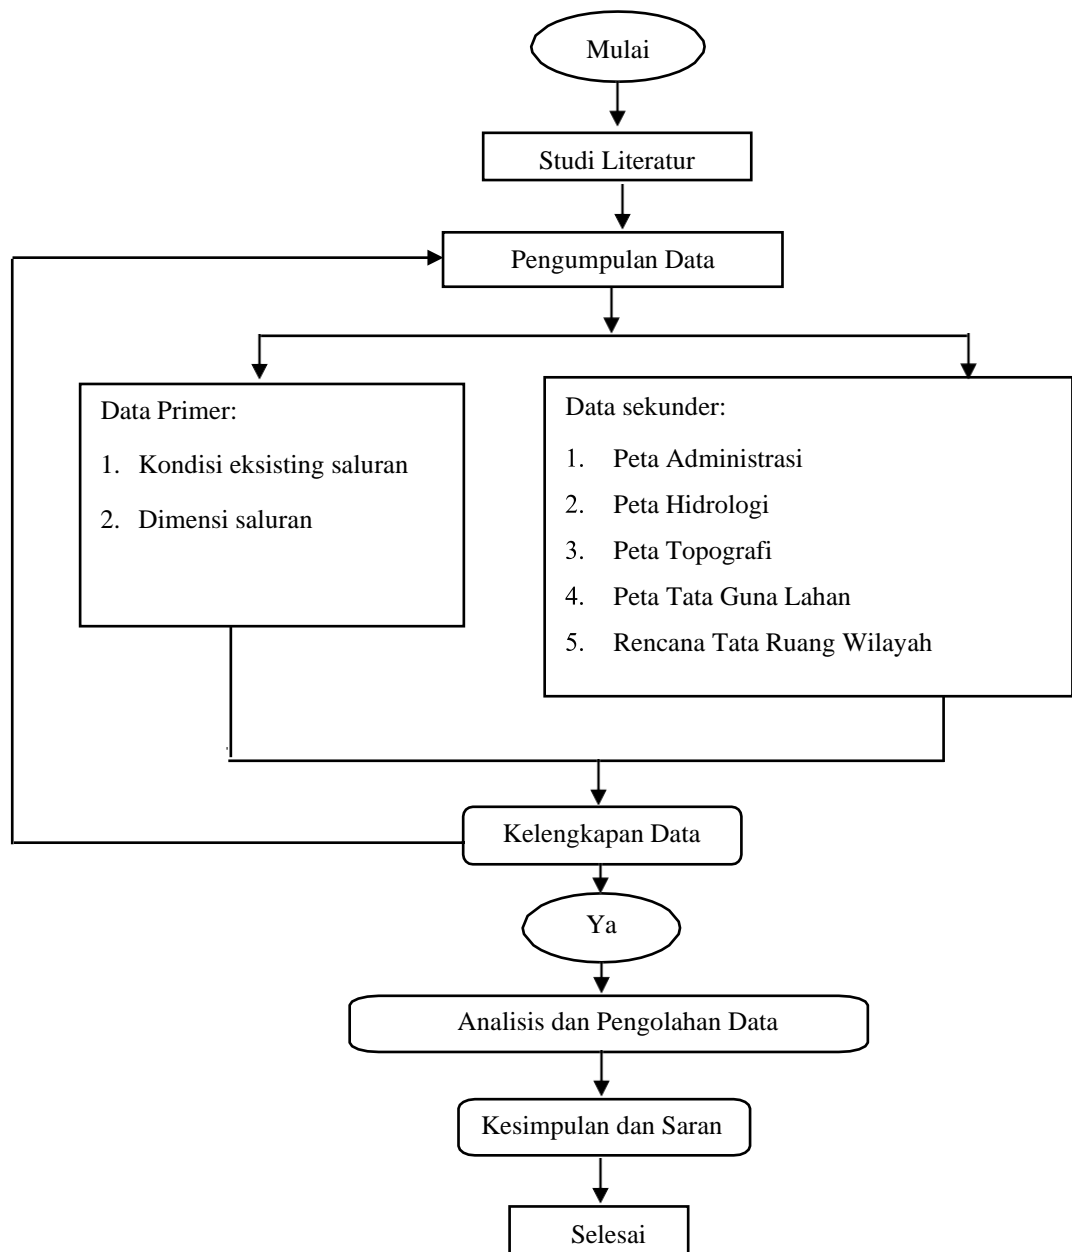 Mulai
Studi Literatur
Pengumpulan Data
Data Primer:
1. Kondisi eksisting saluran
2. Dimensi saluran
Data sekunder:
1. Peta Administrasi
2. Peta Hidrologi
3. Peta Topografi
4. Peta Tata Guna Lahan
5. Rencana Tata Ruang Wilayah
Kelengkapan Data
Ya
Analisis dan Pengolahan Data
Kesimpulan dan Saran
Selesai